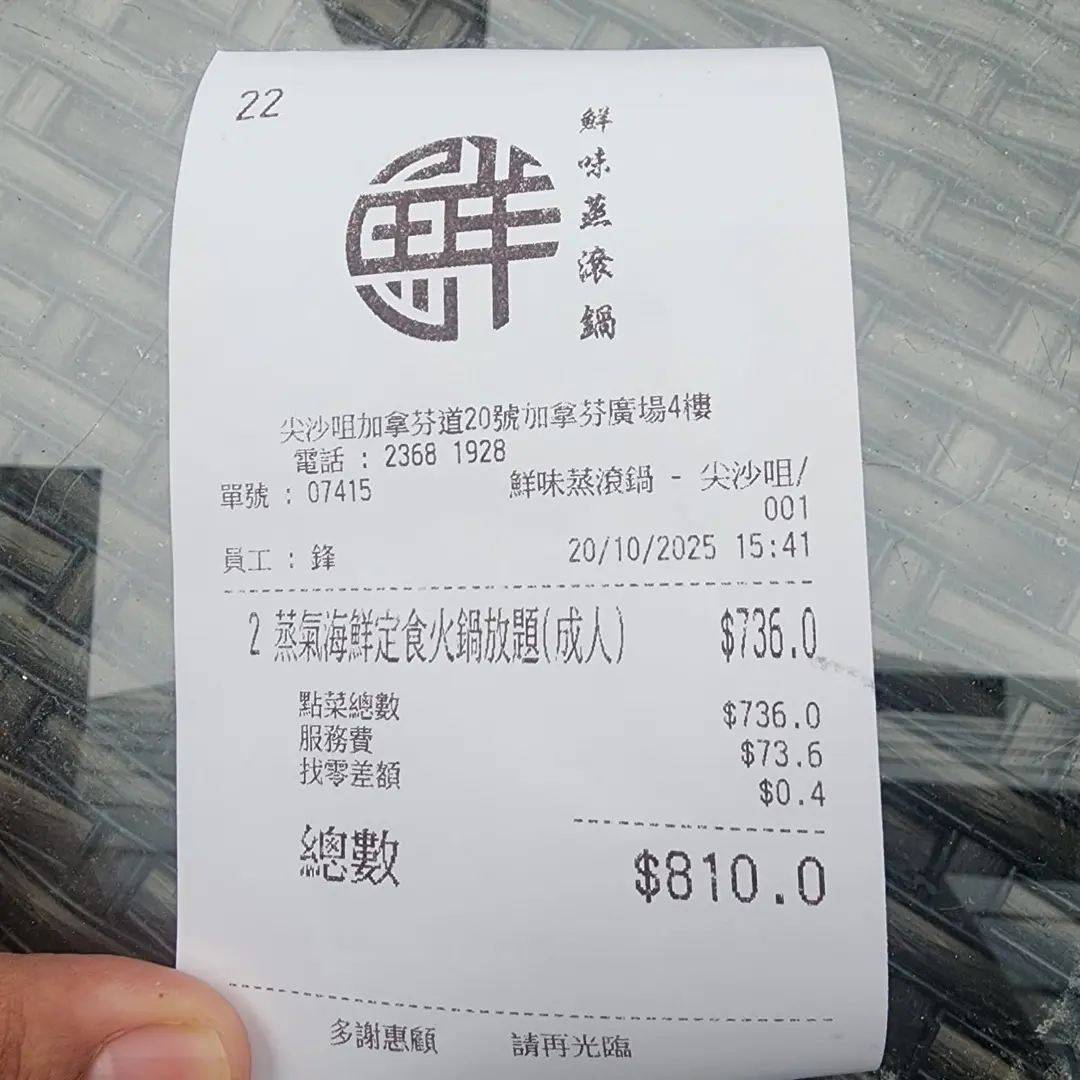 22
鮮
鮮味蒸滾鍋
尖沙咀加拿芬道20號加拿芬廣場4樓
電話 : 2368 1928
單號 : 07415 鮮味蒸滾鍋 - 尖沙咀/
001
員工 : 鋒 20/10/2025 15:41
2 蒸氣海鮮定食火鍋放題(成人) $736.0
點菜總數 $736.0
服務費 $73.6
找零差額 $0.4
總數 $810.0
多謝惠顧 請再光臨